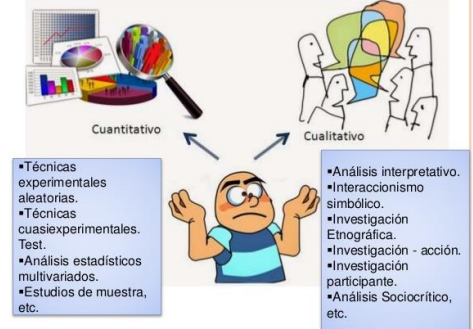 Cuantitativo
Cualitativo
▪Técnicas
experimentales
aleatorias.
▪Técnicas
cuasiexperimentales.
Test.
▪Análisis estadísticos
multivariados.
▪Estudios de muestra,
etc.
▪Análisis interpretativo.
▪Interaccionismo
simbólico.
▪Investigación
Etnográfica.
▪Investigación - acción.
▪Investigación
participante.
▪Análisis Sociocrítico,
etc.